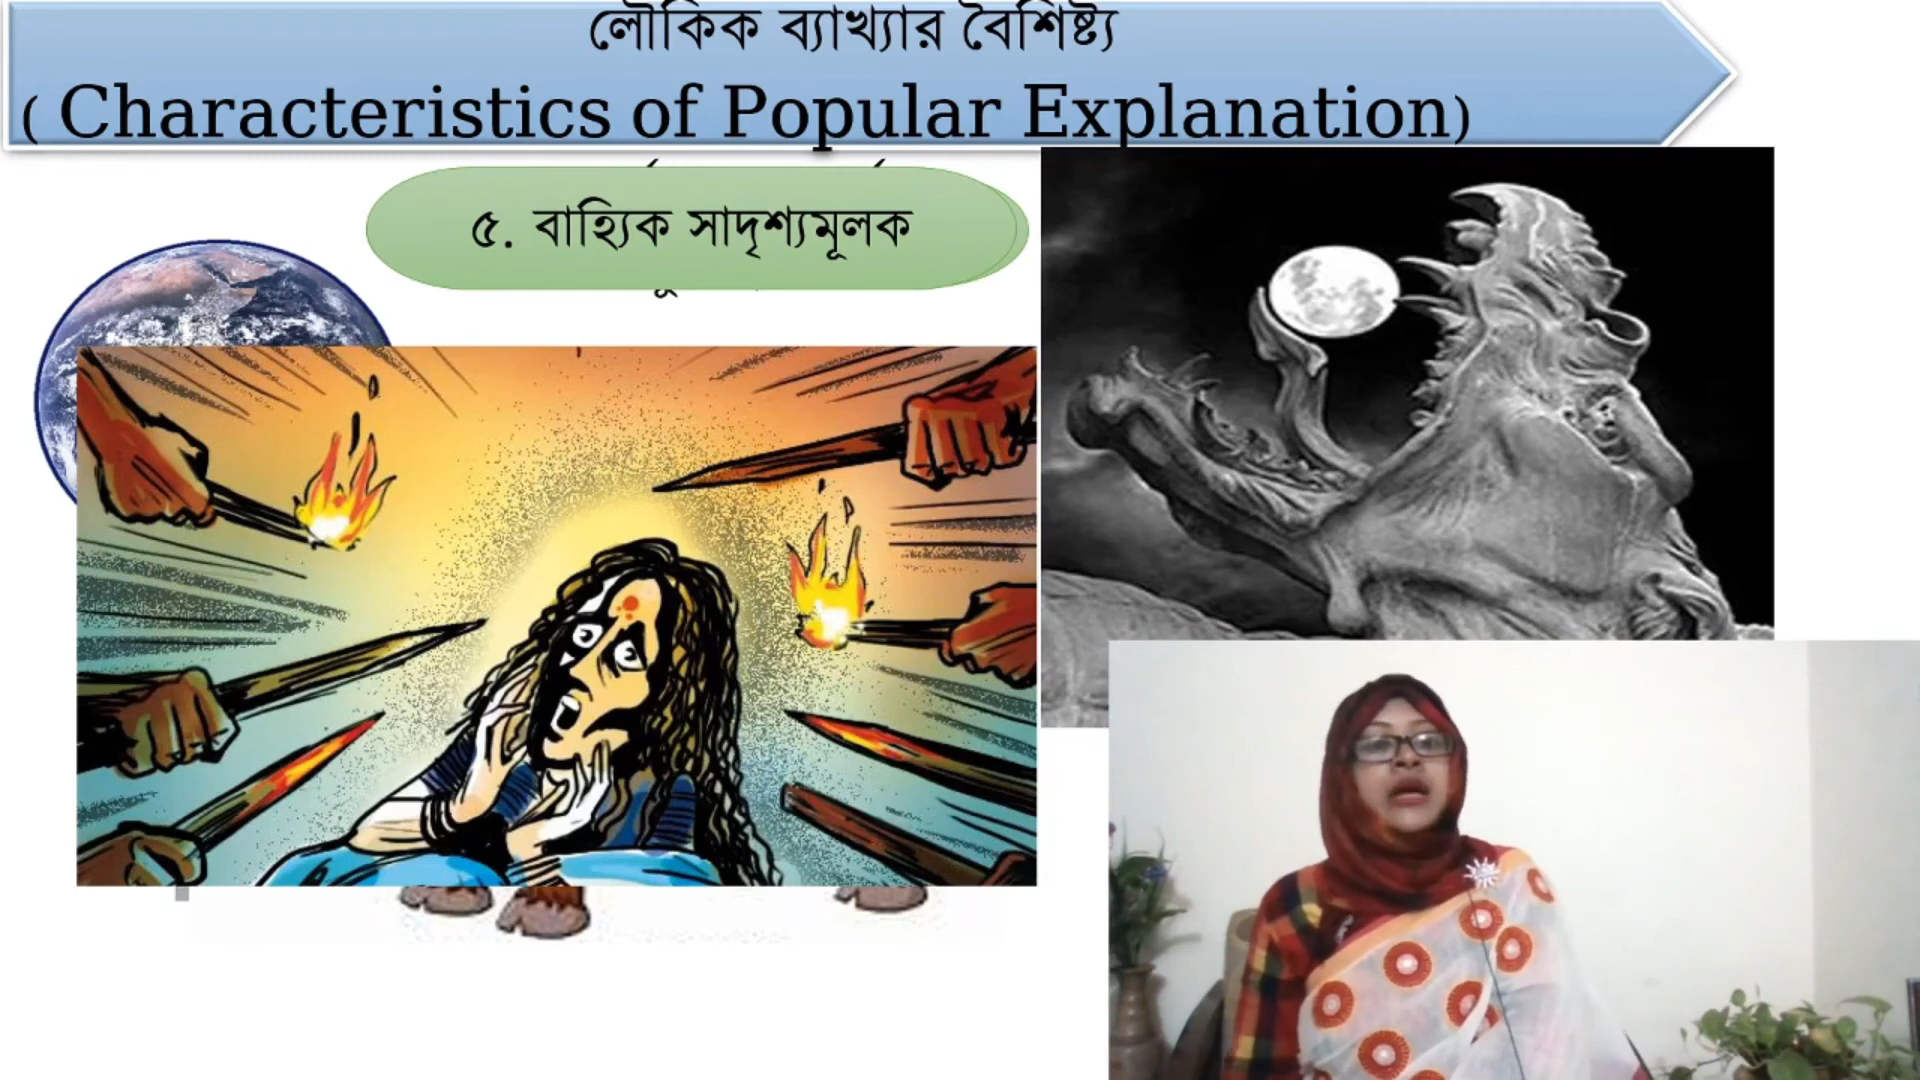 লৌকিক ব্যাখ্যার বৈশিষ্ট্য
( Characteristics of Popular Explanation)
৫. বাহ্যিক সাদৃশ্যমূলক